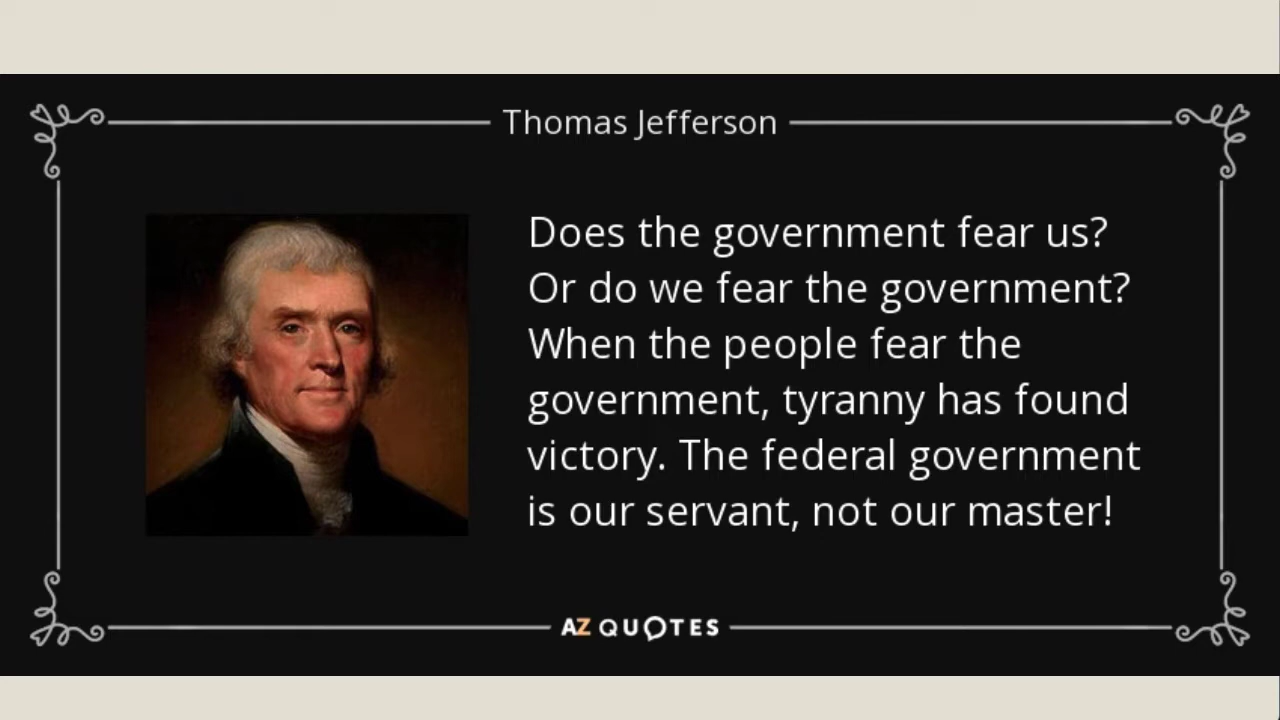 Thomas Jefferson
Does the government fear us?
Or do we fear the government?
When the people fear the
government, tyranny has found
victory. The federal government
is our servant, not our master!
AZ QUOTES